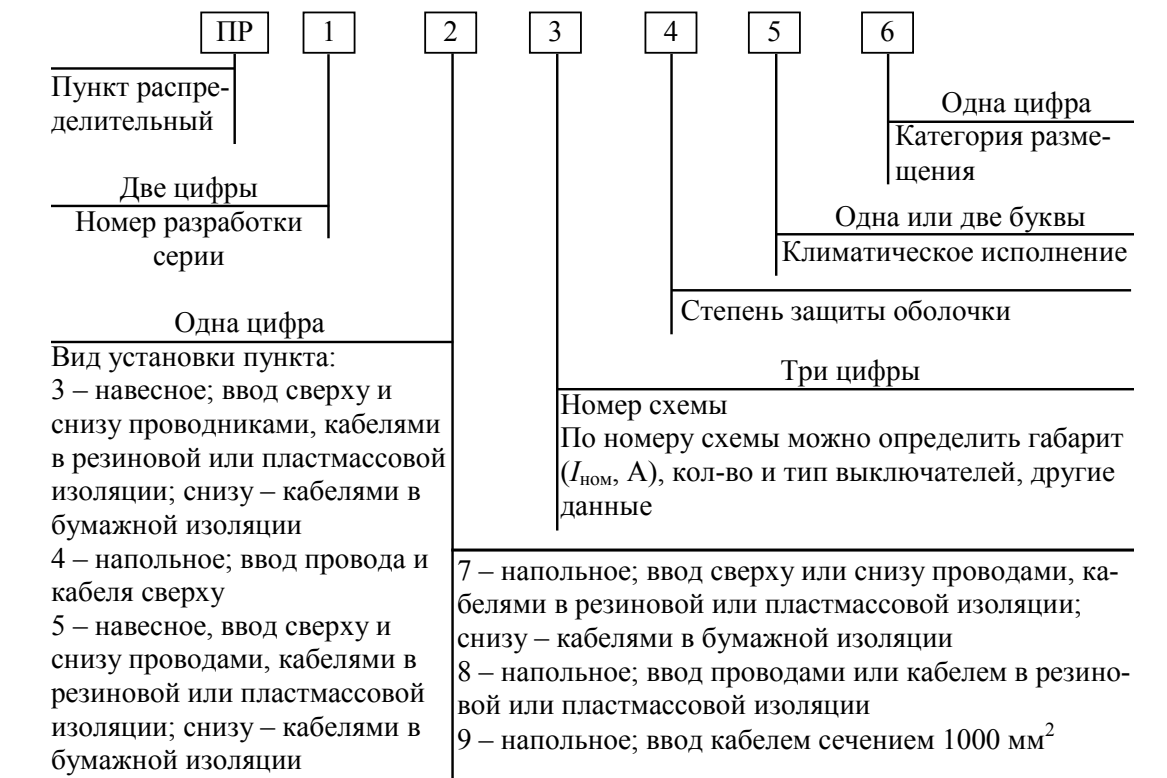 ПР 1 2 3 4 5 6
Пункт распре-
делительный
Одна цифра
Категория разме-
щения
Две цифры
Номер разработки
серии
Одна или две буквы
Климатическое исполнение
Степень защиты оболочки
Одна цифра
Вид установки пункта:
3 – навесное; ввод сверху и
снизу проводниками, кабелями
в резиновой или пластмассовой
изоляции; снизу – кабелями в
бумажной изоляции
4 – напольное; ввод провода и
кабеля сверху
5 – навесное, ввод сверху и
снизу проводами, кабелями в
резиновой или пластмассовой
изоляции; снизу – кабелями в
бумажной изоляции
Три цифры
Номер схемы
По номеру схемы можно определить габарит
(Iном, А), кол-во и тип выключателей, другие
данные
7 – напольное; ввод сверху или снизу проводами, ка-
белями в резиновой или пластмассовой изоляции;
снизу – кабелями в бумажной изоляции
8 – напольное; ввод проводами или кабелем в резино-
вой или пластмассовой изоляции
9 – напольное; ввод кабелем сечением 1000 мм²